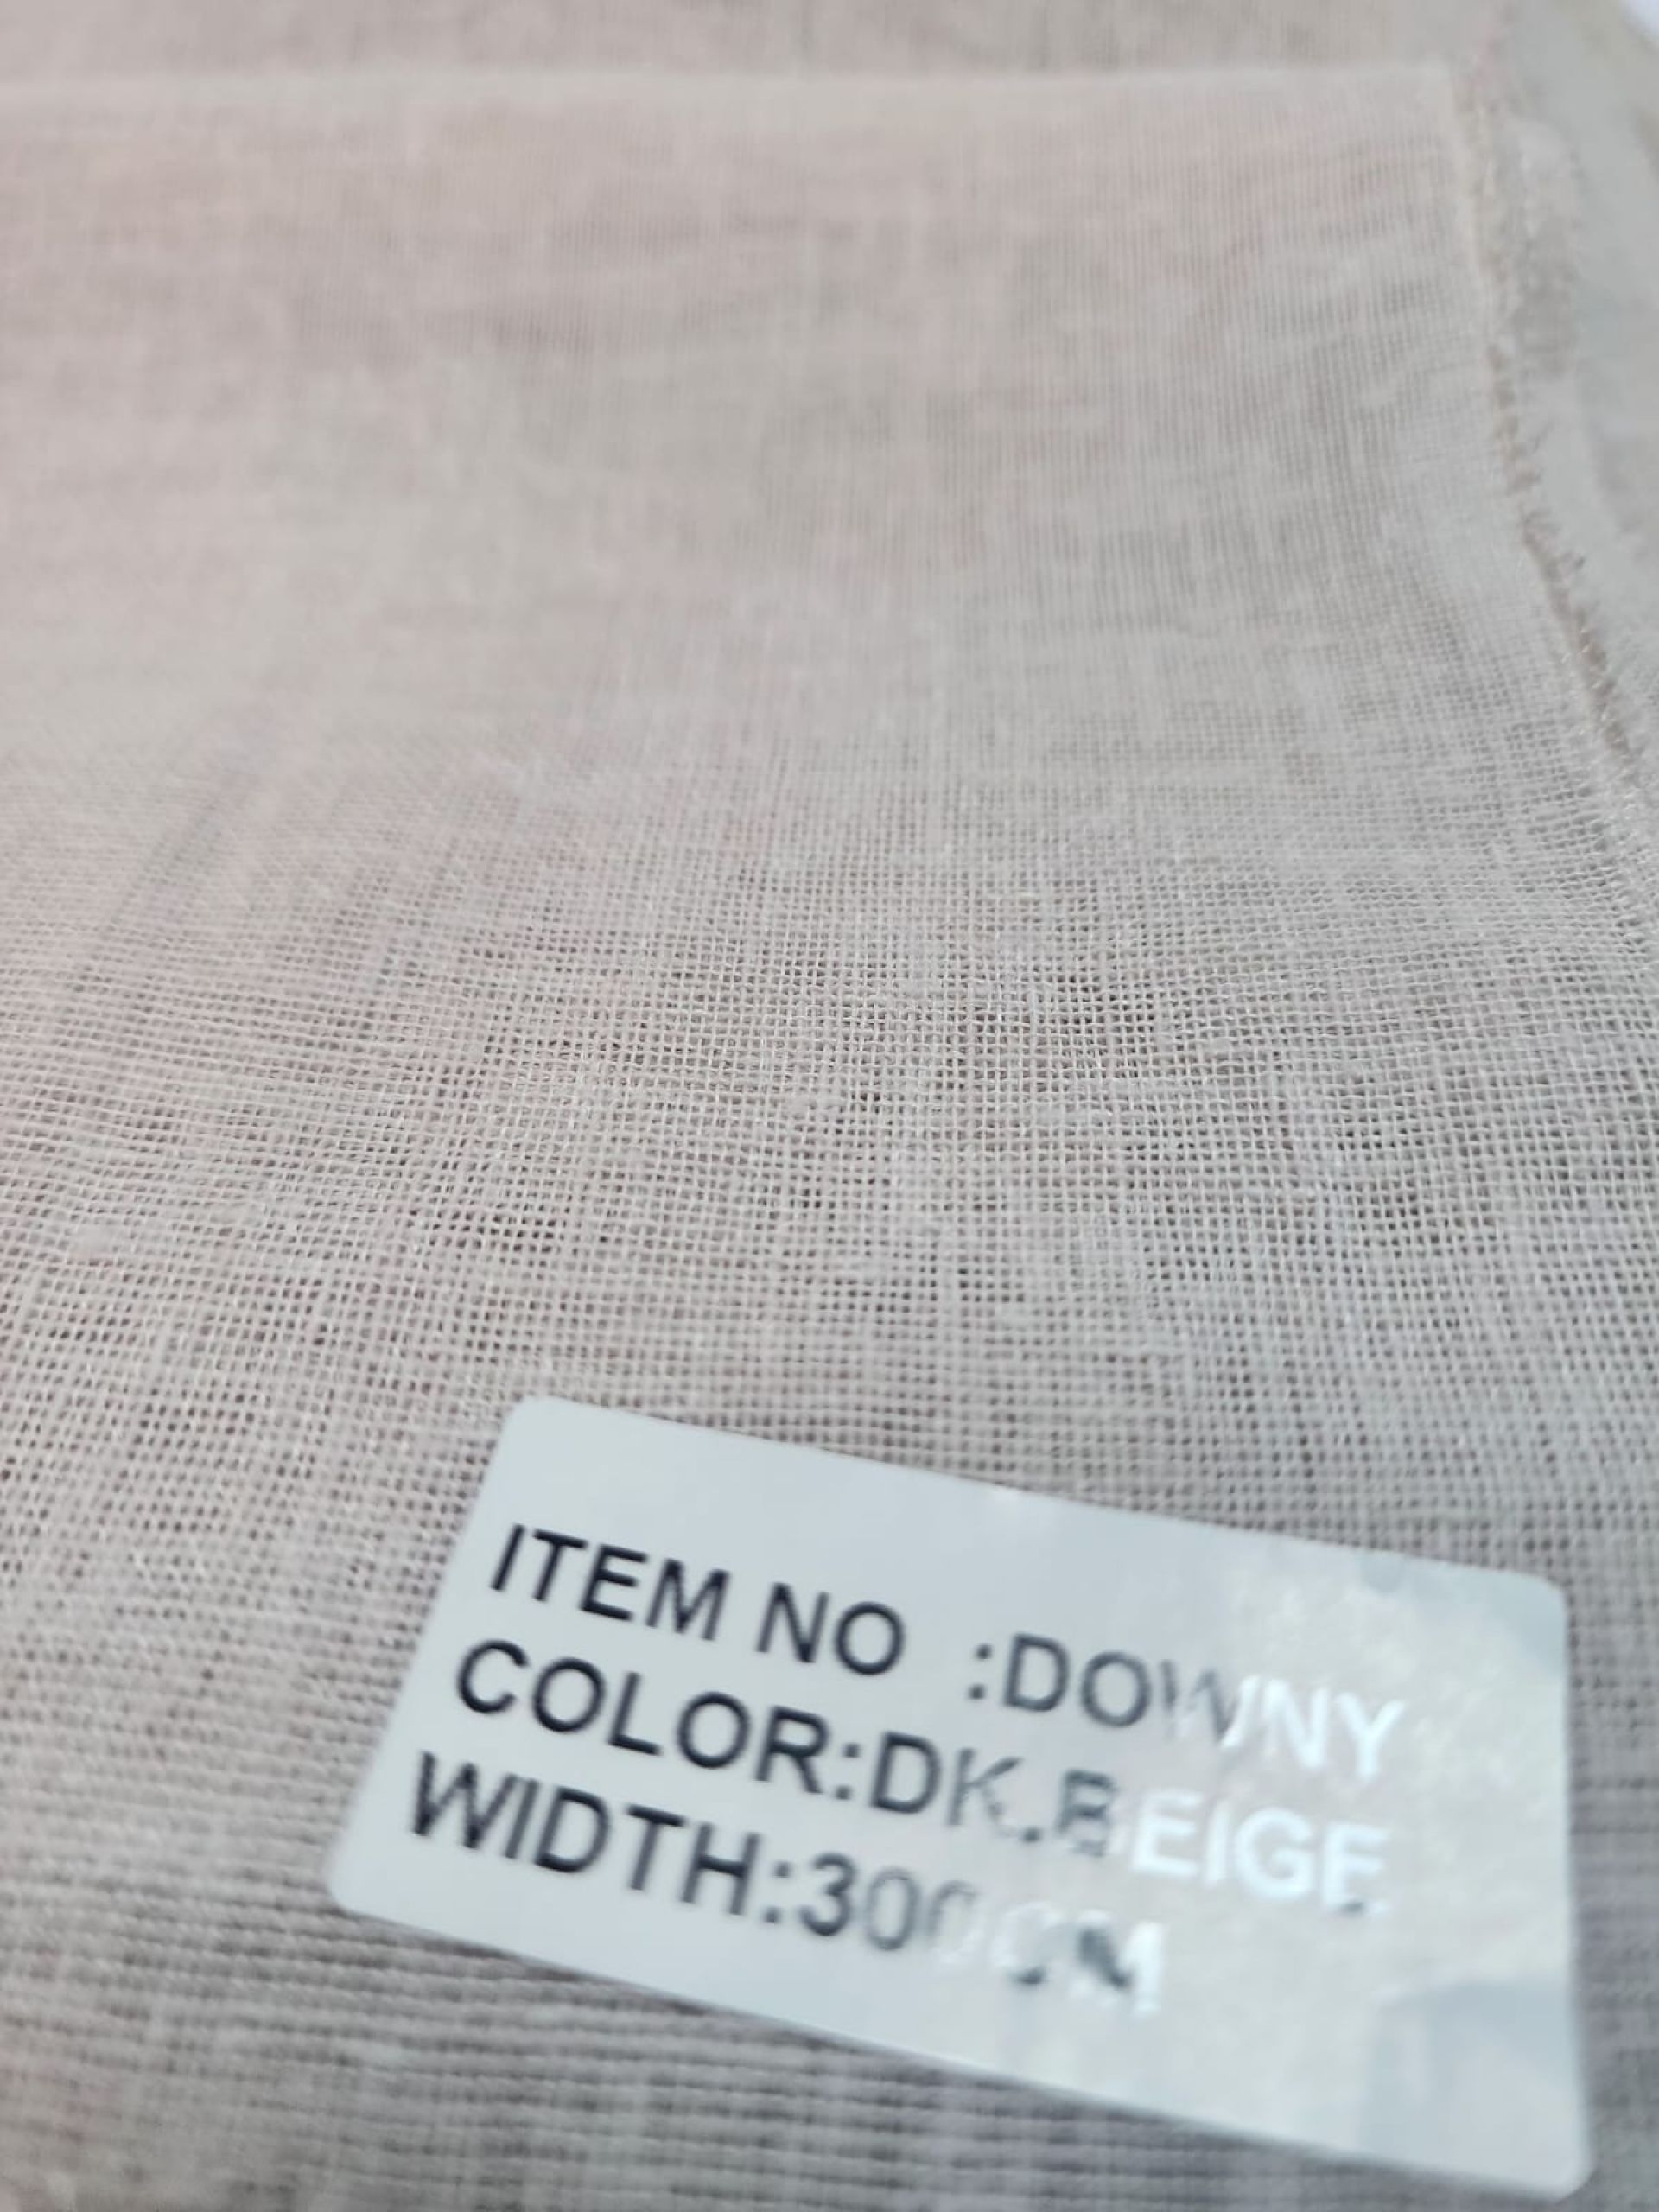 ITEM NO :DOWNY
COLOR:DK.BEIGE
WIDTH:300CM